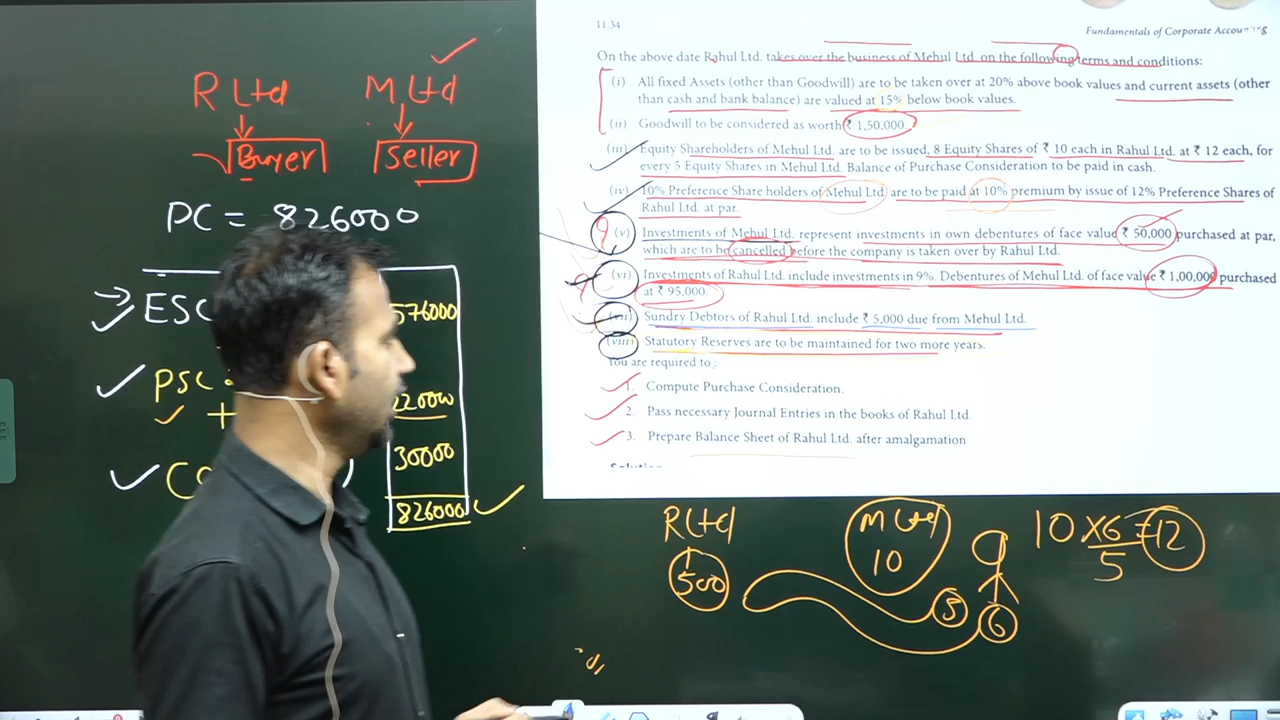 R Ltd M Ltd
Buyer Seller
PC = 826000
ESC 576000
PSC
+ 220000
30000
826000
11.34 Fundamentals of Corporate Accounting
On the above date Rahul Ltd. takes over the business of Mehul Ltd. on the following terms and conditions:
(i) All fixed Assets (other than Goodwill) are to be taken over at 20% above book values and current assets (other
than cash and bank balance) are valued at 15% below book values.
(ii) Goodwill to be considered as worth ₹ 1,50,000.
(iii) Equity Shareholders of Mehul Ltd. are to be issued, 8 Equity Shares of ₹ 10 each in Rahul Ltd. at ₹ 12 each, for
every 5 Equity Shares in Mehul Ltd. Balance of Purchase Consideration to be paid in cash.
(iv) 10% Preference Share holders of Mehul Ltd. are to be paid at 10% premium by issue of 12% Preference Shares of
Rahul Ltd. at par.
(v) Investments of Mehul Ltd. represent investments in own debentures of face value ₹ 50,000 purchased at par,
which are to be cancelled before the company is taken over by Rahul Ltd.
(vi) Investments of Rahul Ltd. include investments in 9%. Debentures of Mehul Ltd. of face value ₹ 1,00,000 purchased
at ₹ 95,000.
(vii) Sundry Debtors of Rahul Ltd. include ₹ 5,000 due from Mehul Ltd.
(viii) Statutory Reserves are to be maintained for two more years.
You are required to :
1. Compute Purchase Consideration.
2. Pass necessary Journal Entries in the books of Rahul Ltd.
3. Prepare Balance Sheet of Rahul Ltd. after amalgamation
R Ltd M Ltd 10 × 6 = 12
500 10 5
5 6